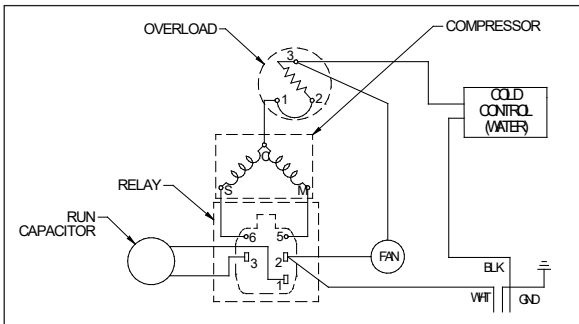 OVERLOAD
COMPRESSOR
3
1
2
COLD
CONTROL
(WATER)
C
S
M
RELAY
RUN
CAPACITOR
6
5
3
2
1
FAN
BLK
WHT
GND